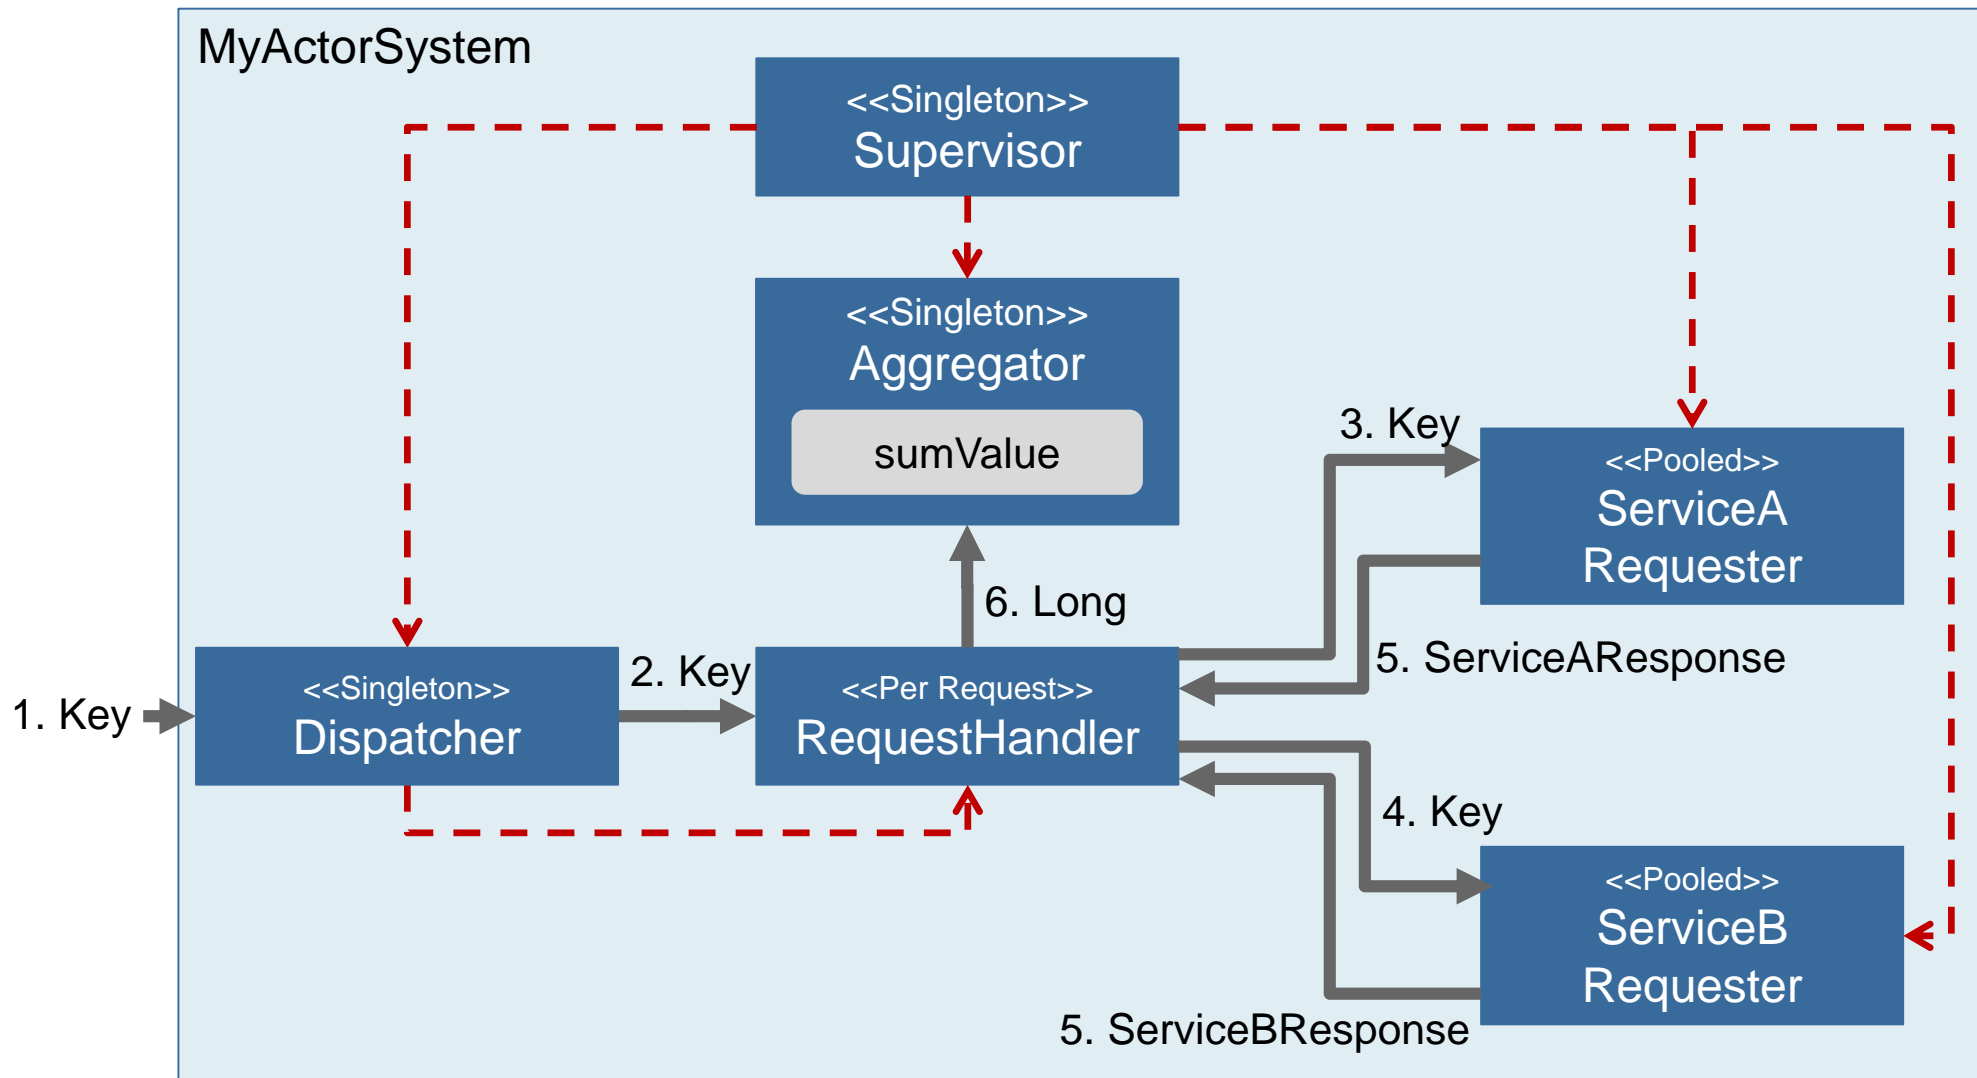 MyActorSystem
<<Singleton>>
Supervisor
<<Singleton>>
Aggregator
sumValue
3. Key
<<Pooled>>
ServiceA
Requester
6. Long
5. ServiceAResponse
1. Key
<<Singleton>>
Dispatcher
2. Key
<<Per Request>>
RequestHandler
4. Key
<<Pooled>>
ServiceB
Requester
5. ServiceBResponse